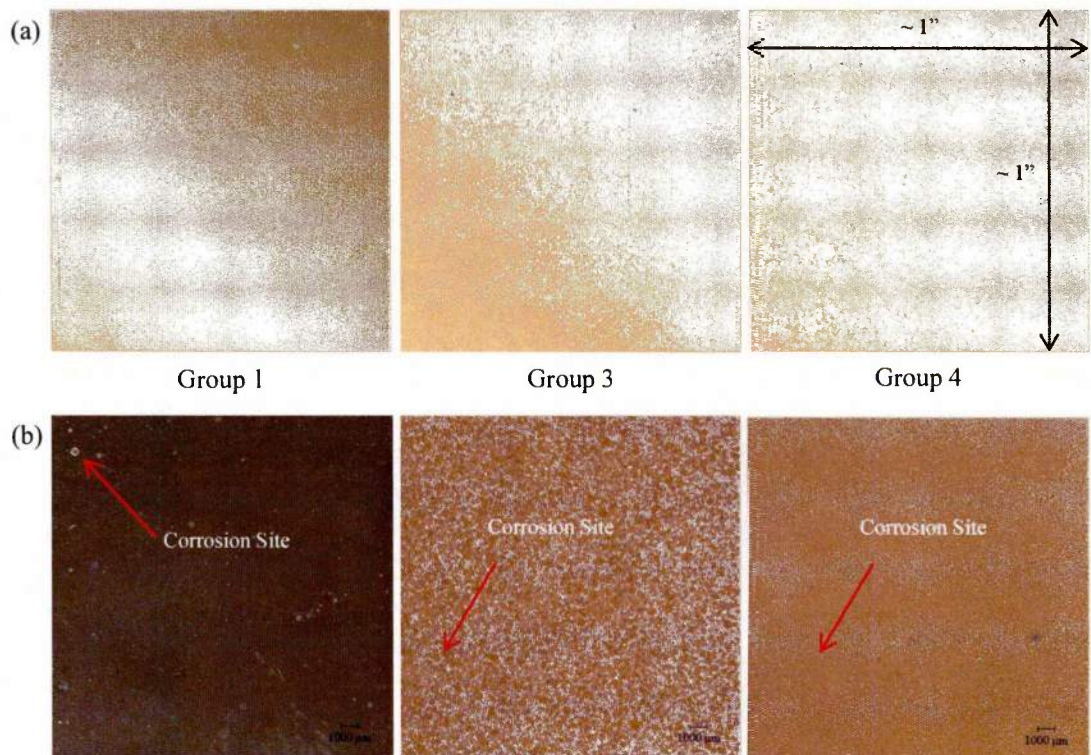 (a)
~ 1”
~ 1”
Group 1
Group 3
Group 4
(b)
Corrosion Site
Corrosion Site
Corrosion Site
1000 µm
1000 µm
1000 µm